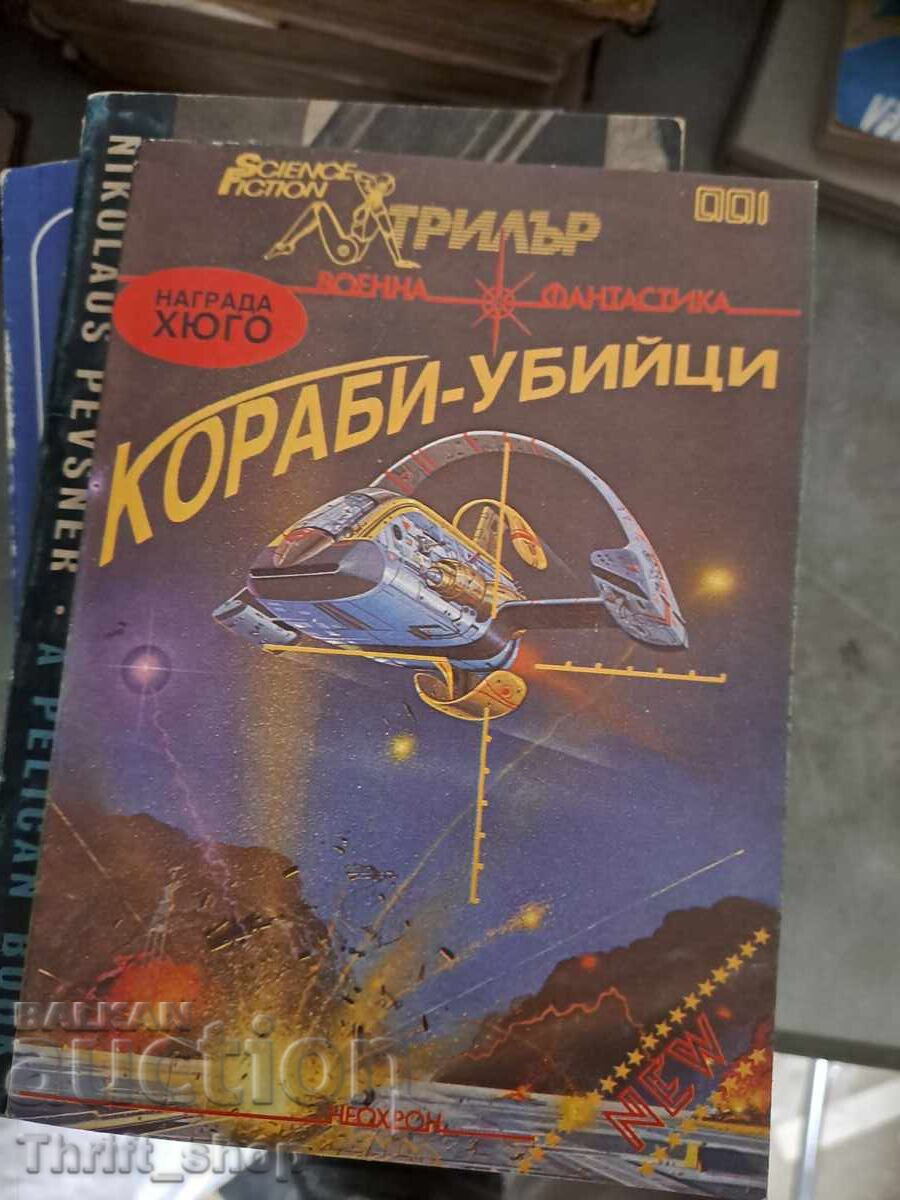 SCIENCE
FICTION
ТРИЛЪР
001
ВОЕННА ФАНТАСТИКА
НАГРАДА
ХЮГО
КОРАБИ-УБИЙЦИ
NEW
НЕОХРОН
NIKOLAUS PEVSNER · A PELICAN BOOK
BALKAN
auction
Thrift_shop